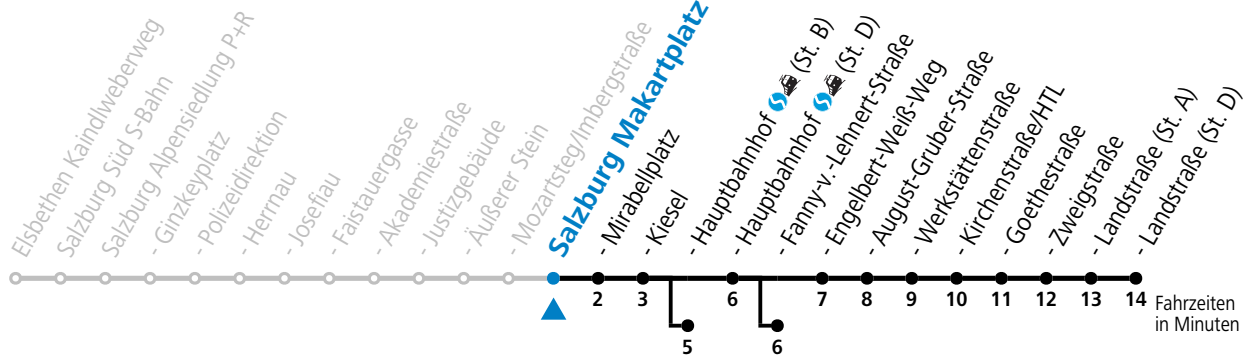 Elsbethen Kaindlweberweg
Salzburg Süd S-Bahn
Salzburg Alpensiedlung P+R
- Ginzkeyplatz
- Polizeidirektion
- Herrnau
- Josefiau
- Faistauergasse
- Akademiestraße
- Justizgebäude
- Äußerer Stein
- Mozartsteg/Imbergstraße
Salzburg Makartplatz
- Mirabellplatz
- Kiesel
- Hauptbahnhof (St. B)
- Hauptbahnhof (St. D)
- Fanny-v.-Lehnert-Straße
- Engelbert-Weiß-Weg
- August-Gruber-Straße
- Werkstättenstraße
- Kirchenstraße/HTL
- Goethestraße
- Zweigstraße
- Landstraße (St. A)
- Landstraße (St. D)
2 3 6 7 8 9 10 11 12 13 14
Fahrzeiten
in Minuten
5 6